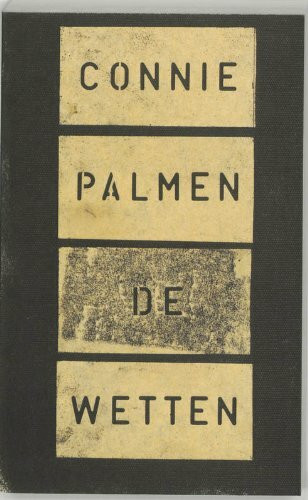 CONNIE
PALMEN
DE
WETTEN